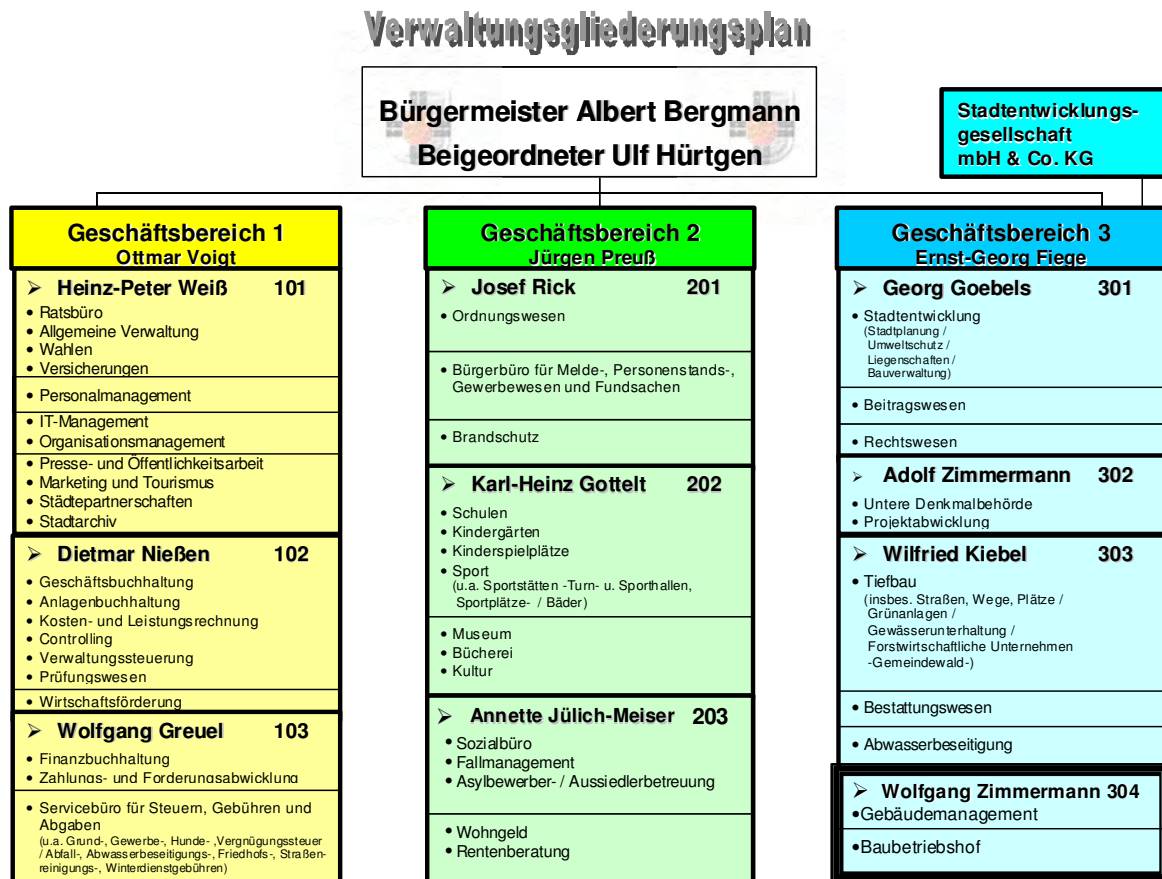 Verwaltungsgliederungsplan
Bürgermeister Albert Bergmann
Beigeordneter Ulf Hürtgen
Stadtentwicklungs-
gesellschaft
mbH & Co. KG
Geschäftsbereich 1
Ottmar Voigt
➢ Heinz-Peter Weiß 101
• Ratsbüro
• Allgemeine Verwaltung
• Wahlen
• Versicherungen
• Personalmanagement
• IT-Management
• Organisationsmanagement
• Presse- und Öffentlichkeitsarbeit
• Marketing und Tourismus
• Städtepartnerschaften
• Stadtarchiv
➢ Dietmar Nießen 102
• Geschäftsbuchhaltung
• Anlagenbuchhaltung
• Kosten- und Leistungsrechnung
• Controlling
• Verwaltungssteuerung
• Prüfungswesen
• Wirtschaftsförderung
➢ Wolfgang Greuel 103
• Finanzbuchhaltung
• Zahlungs- und Forderungsabwicklung
• Servicebüro für Steuern, Gebühren und
Abgaben
(u.a. Grund-, Gewerbe-, Hunde- ,Vergnügungssteuer
/ Abfall-, Abwasserbeseitigungs-, Friedhofs-, Straßen-
reinigungs-, Winterdienstgebühren)
Geschäftsbereich 2
Jürgen Preuß
➢ Josef Rick 201
• Ordnungswesen
• Bürgerbüro für Melde-, Personenstands-,
Gewerbewesen und Fundsachen
• Brandschutz
➢ Karl-Heinz Gottelt 202
• Schulen
• Kindergärten
• Kinderspielplätze
• Sport
(u.a. Sportstätten -Turn- u. Sporthallen,
Sportplätze- / Bäder)
• Museum
• Bücherei
• Kultur
➢ Annette Jülich-Meiser 203
• Sozialbüro
• Fallmanagement
• Asylbewerber- / Aussiedlerbetreuung
• Wohngeld
• Rentenberatung
Geschäftsbereich 3
Ernst-Georg Fiege
➢ Georg Goebels 301
• Stadtentwicklung
(Stadtplanung /
Umweltschutz /
Liegenschaften /
Bauverwaltung)
• Beitragswesen
• Rechtswesen
➢ Adolf Zimmermann 302
• Untere Denkmalbehörde
• Projektabwicklung
➢ Wilfried Kiebel 303
• Tiefbau
(insbes. Straßen, Wege, Plätze /
Grünanlagen /
Gewässerunterhaltung /
Forstwirtschaftliche Unternehmen
-Gemeindewald-)
• Bestattungswesen
• Abwasserbeseitigung
➢ Wolfgang Zimmermann 304
•Gebäudemanagement
•Baubetriebshof